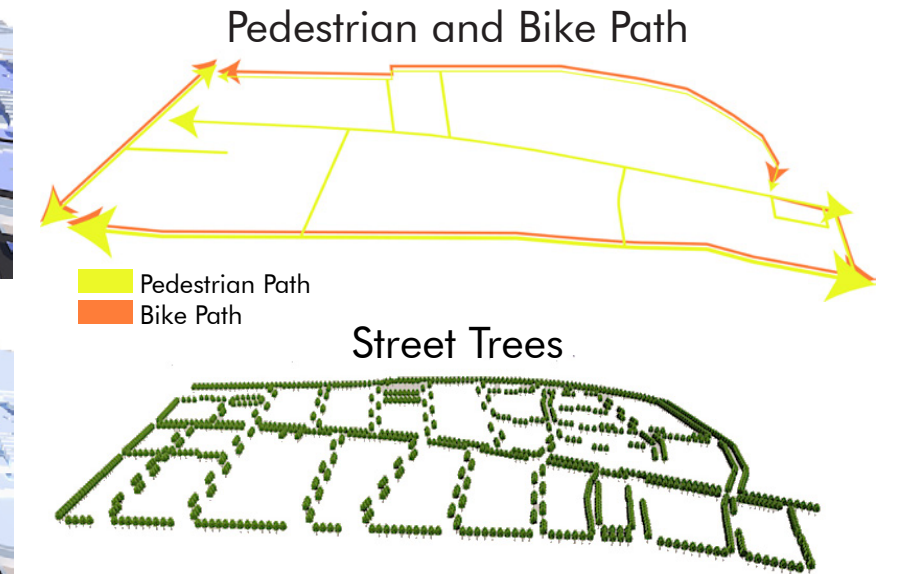 Pedestrian and Bike Path
Pedestrian Path
Bike Path
Street Trees